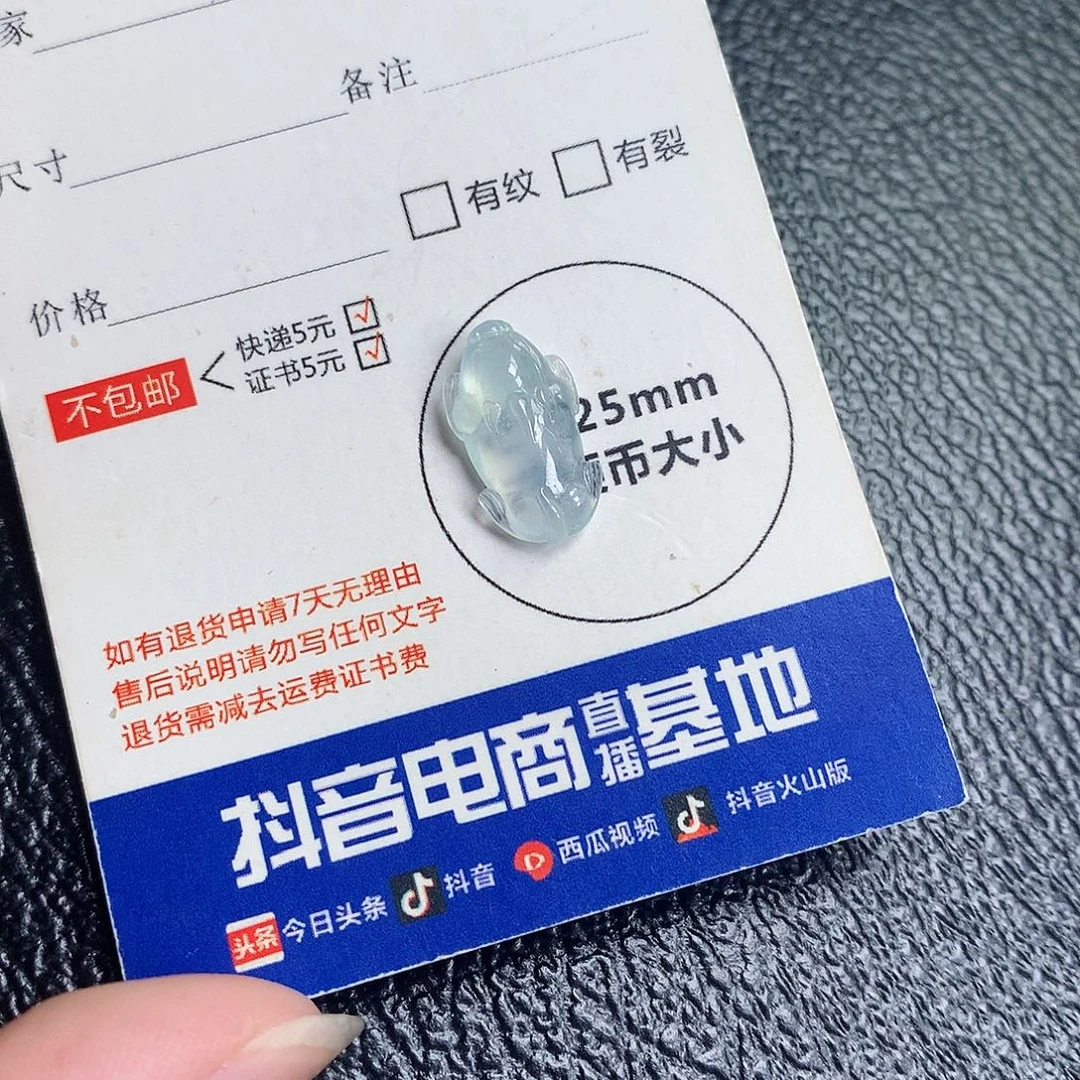 家
备注
尺寸
有纹 有裂
价格
不包邮
快递5元
证书5元
25mm
币大小
如有退货申请7天无理由
售后说明请勿写任何文字
退货需减去运费证书费
抖音电商直播基地
头条 今日头条 抖音 西瓜视频 抖音火山版